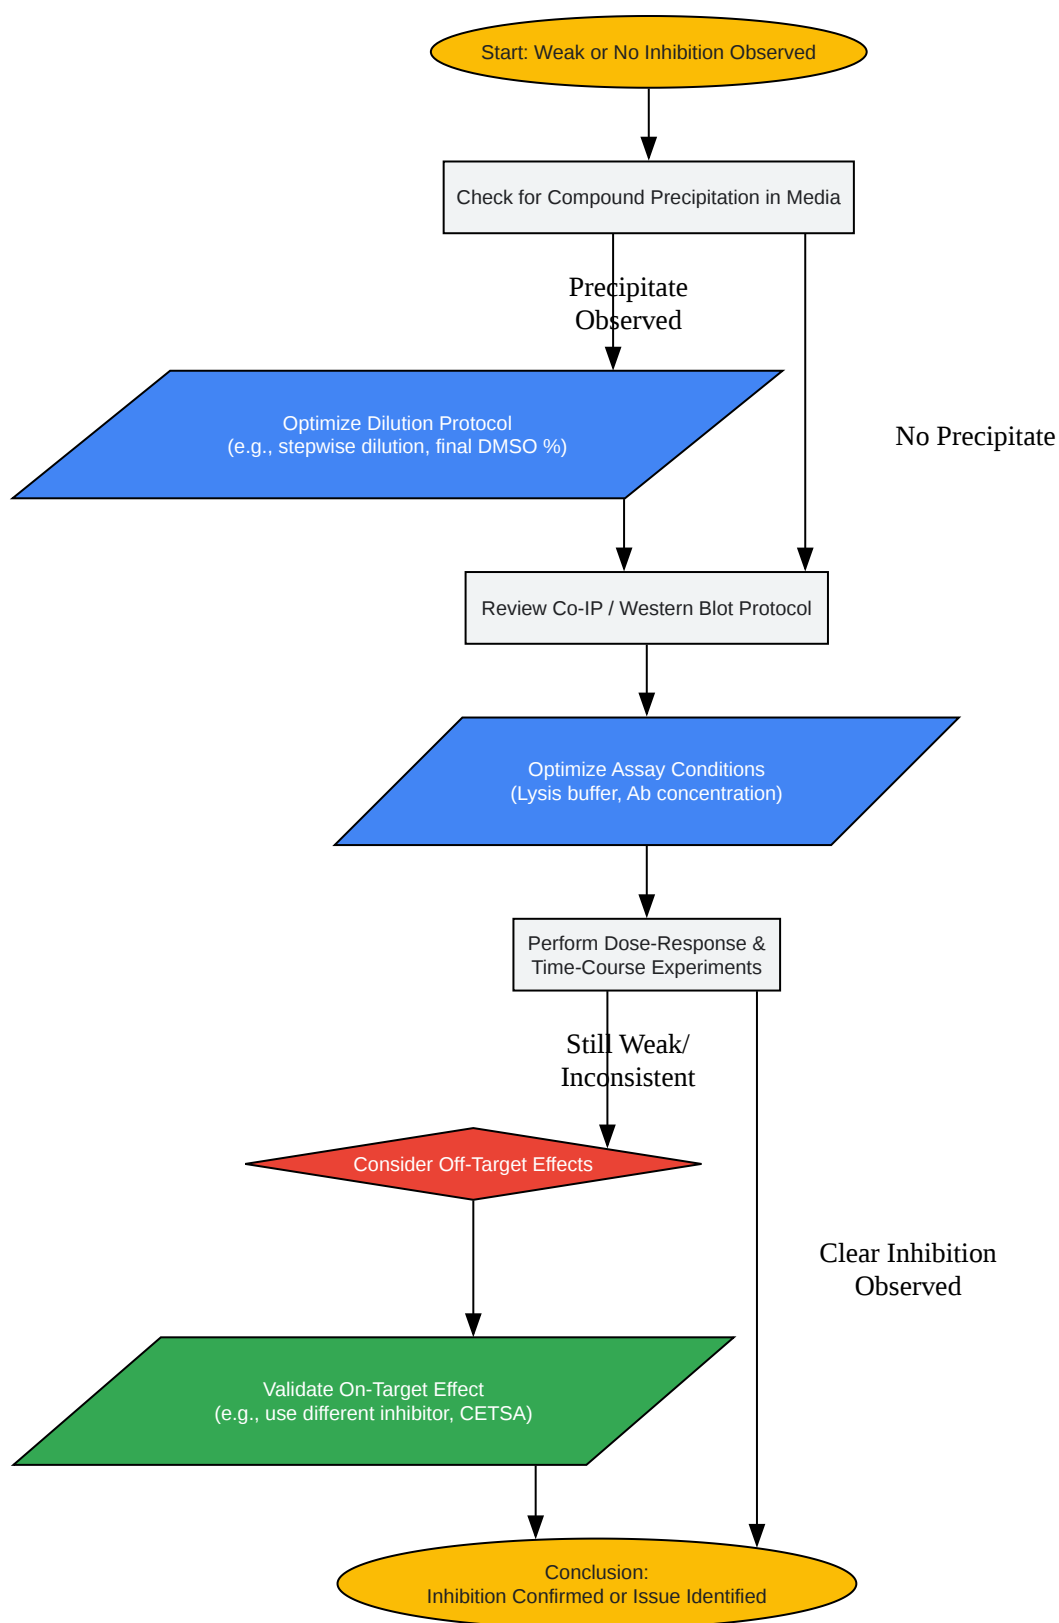 Start: Weak or No Inhibition Observed
Check for Compound Precipitation in Media
Precipitate
Observed
Optimize Dilution Protocol
(e.g., stepwise dilution, final DMSO %)
No Precipitate
Review Co-IP / Western Blot Protocol
Optimize Assay Conditions
(Lysis buffer, Ab concentration)
Perform Dose-Response &
Time-Course Experiments
Still Weak/
Inconsistent
Consider Off-Target Effects
Clear Inhibition
Observed
Validate On-Target Effect
(e.g., use different inhibitor, CETSA)
Conclusion:
Inhibition Confirmed or Issue Identified